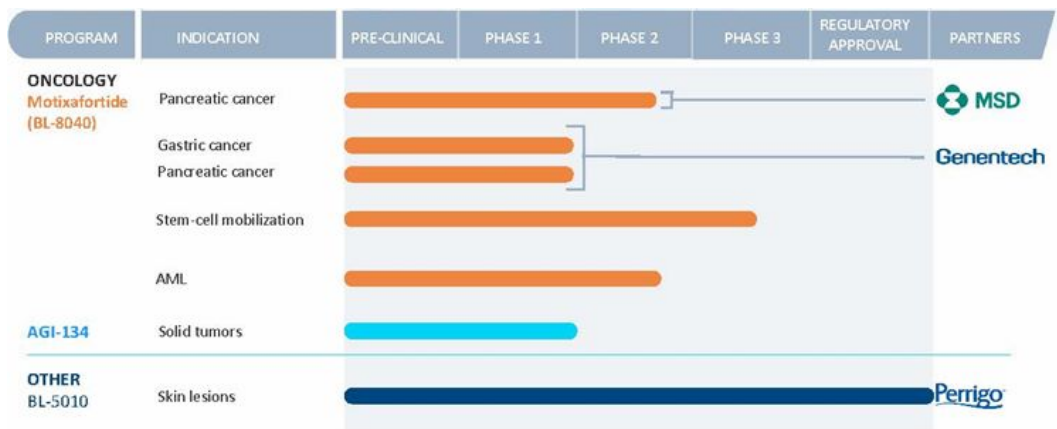 PROGRAM INDICATION PRE-CLINICAL PHASE 1 PHASE 2 PHASE 3 REGULATORY APPROVAL PARTNERS
ONCOLOGY
Motixafortide
(BL-8040)
Pancreatic cancer
MSD
Gastric cancer
Pancreatic cancer
Genentech
Stem-cell mobilization
AML
AGI-134 Solid tumors
OTHER
BL-5010
Skin lesions
Perrigo